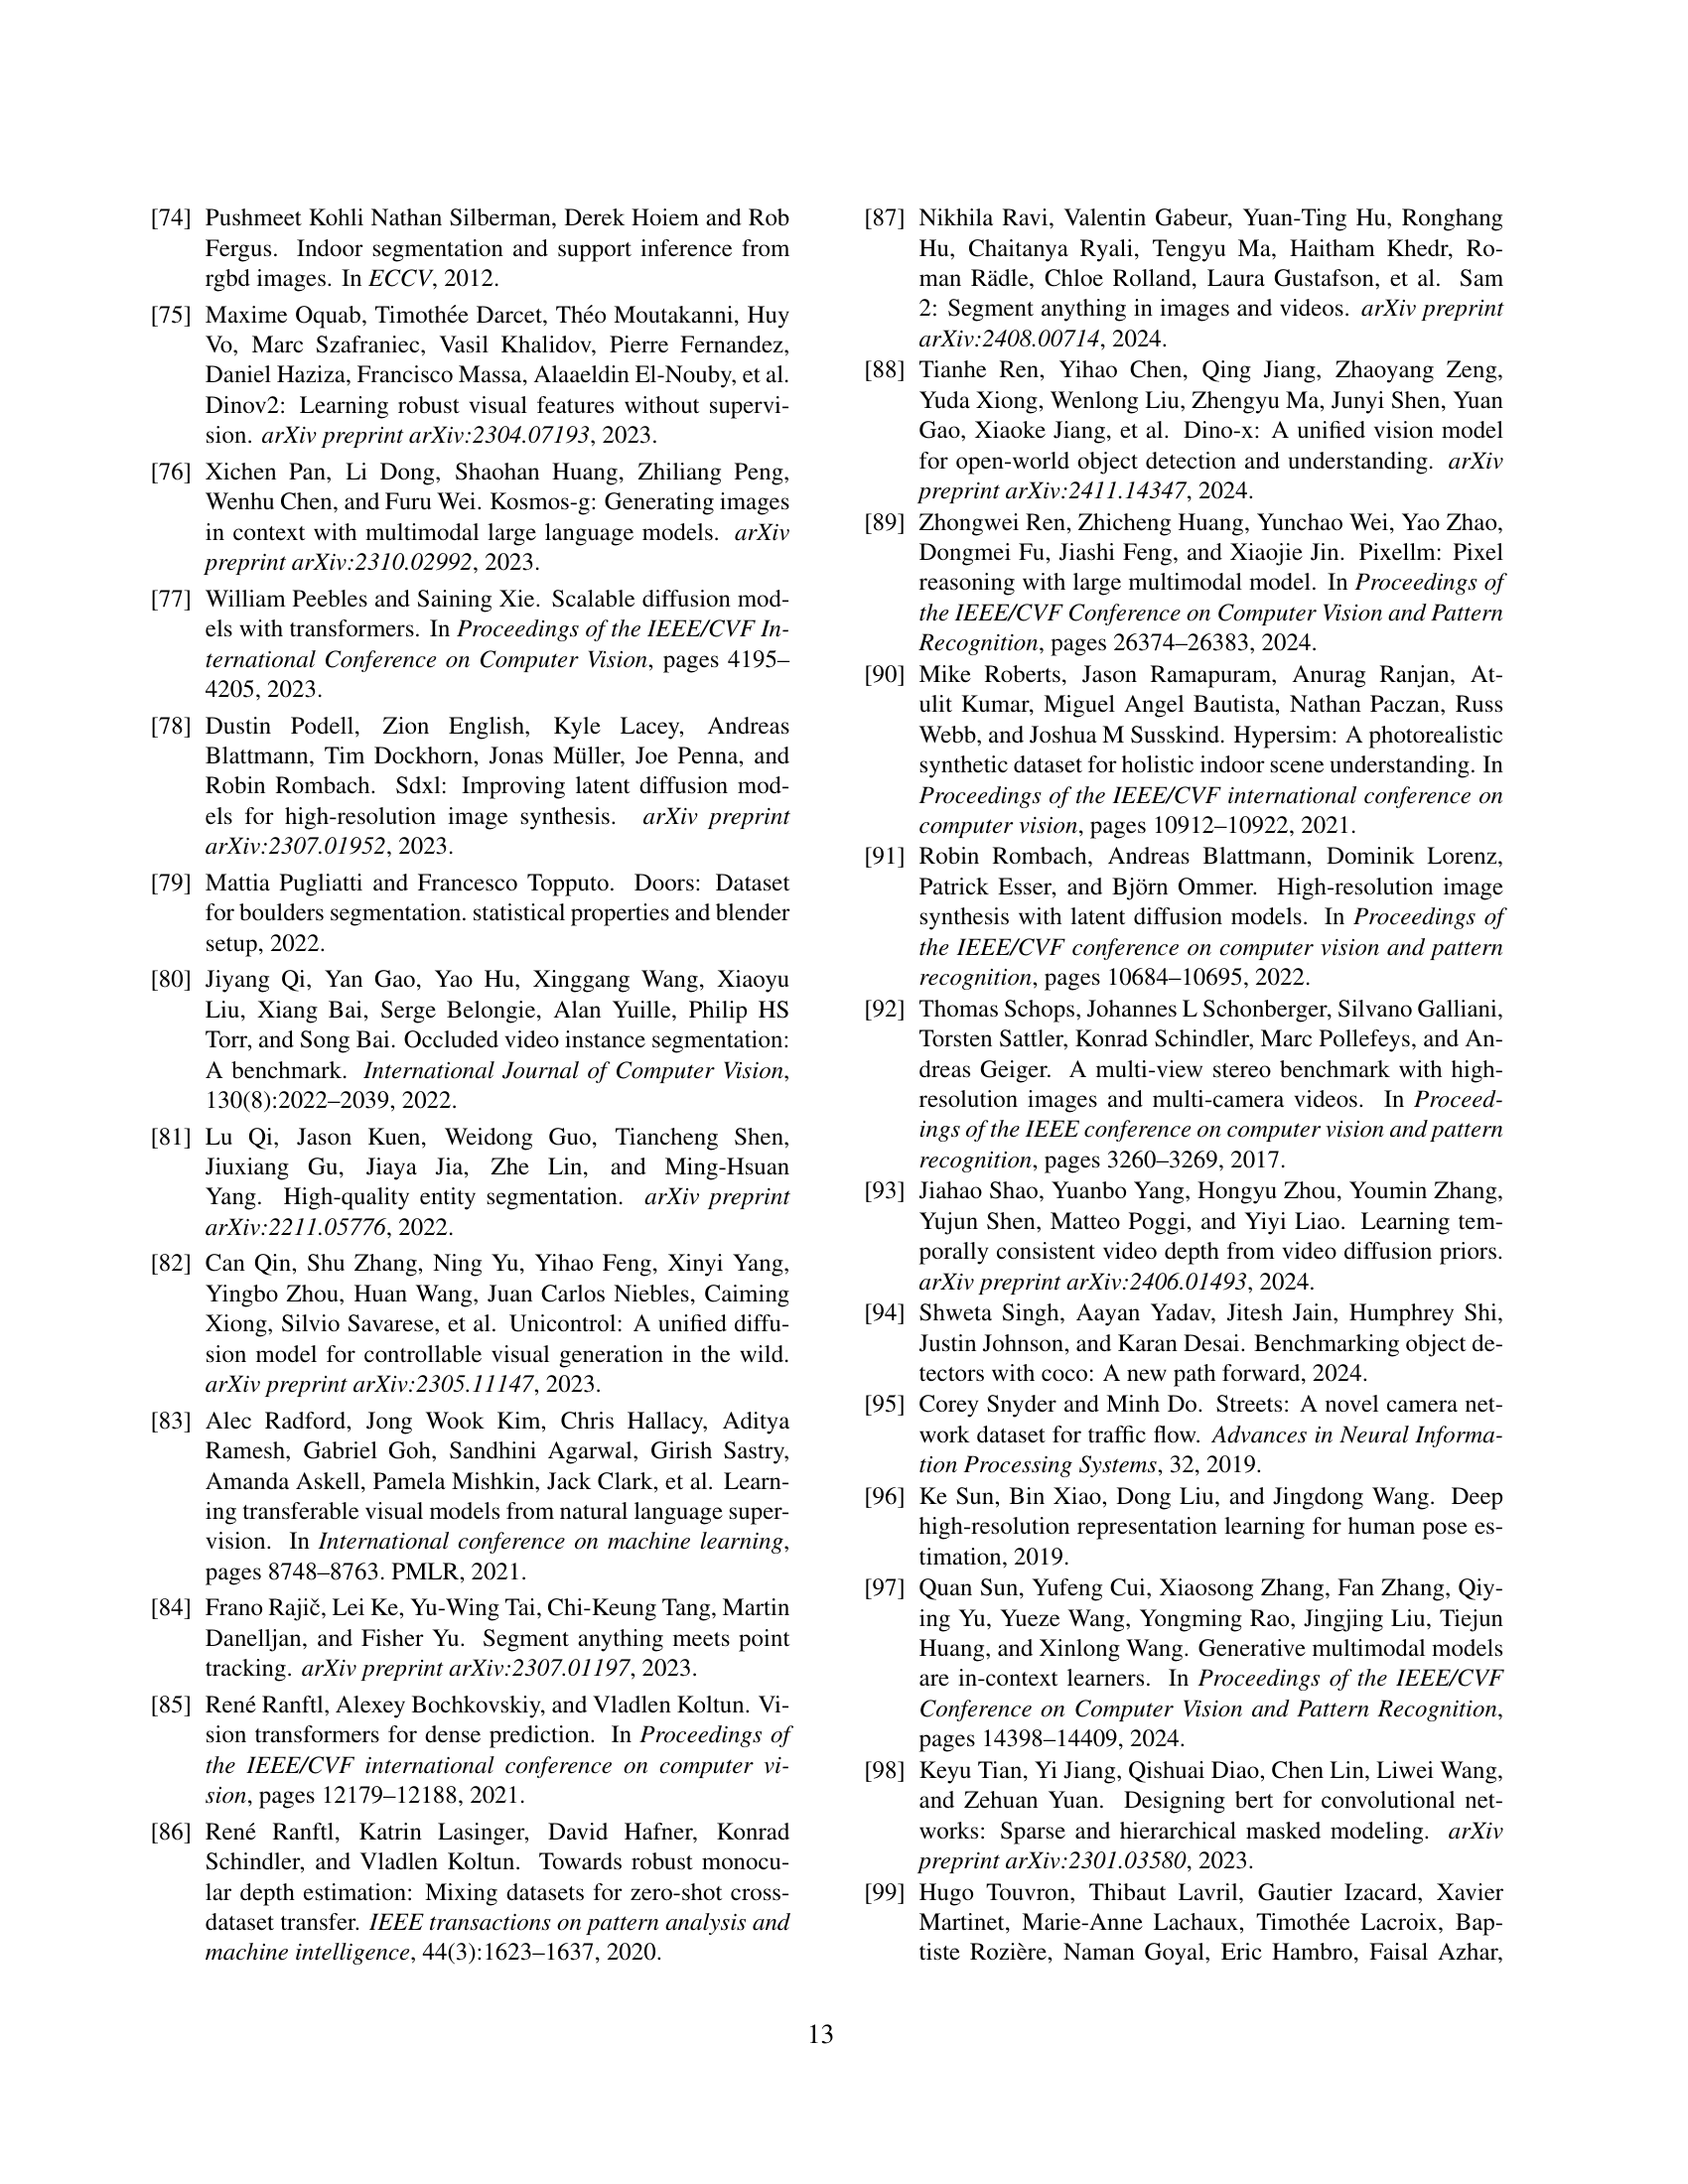 [74] Pushmeet Kohli Nathan Silberman, Derek Hoiem and Rob
Fergus. Indoor segmentation and support inference from
rgbd images. In ECCV, 2012.
[75] Maxime Oquab, Timothée Darcet, Théo Moutakanni, Huy
Vo, Marc Szafraniec, Vasil Khalidov, Pierre Fernandez,
Daniel Haziza, Francisco Massa, Alaaeldin El-Nouby, et al.
Dinov2: Learning robust visual features without supervi-
sion. arXiv preprint arXiv:2304.07193, 2023.
[76] Xichen Pan, Li Dong, Shaohan Huang, Zhiliang Peng,
Wenhu Chen, and Furu Wei. Kosmos-g: Generating images
in context with multimodal large language models. arXiv
preprint arXiv:2310.02992, 2023.
[77] William Peebles and Saining Xie. Scalable diffusion mod-
els with transformers. In Proceedings of the IEEE/CVF In-
ternational Conference on Computer Vision, pages 4195–
4205, 2023.
[78] Dustin Podell, Zion English, Kyle Lacey, Andreas
Blattmann, Tim Dockhorn, Jonas Müller, Joe Penna, and
Robin Rombach. Sdxl: Improving latent diffusion mod-
els for high-resolution image synthesis. arXiv preprint
arXiv:2307.01952, 2023.
[79] Mattia Pugliatti and Francesco Topputo. Doors: Dataset
for boulders segmentation. statistical properties and blender
setup, 2022.
[80] Jiyang Qi, Yan Gao, Yao Hu, Xinggang Wang, Xiaoyu
Liu, Xiang Bai, Serge Belongie, Alan Yuille, Philip HS
Torr, and Song Bai. Occluded video instance segmentation:
A benchmark. International Journal of Computer Vision,
130(8):2022–2039, 2022.
[81] Lu Qi, Jason Kuen, Weidong Guo, Tiancheng Shen,
Jiuxiang Gu, Jiaya Jia, Zhe Lin, and Ming-Hsuan
Yang. High-quality entity segmentation. arXiv preprint
arXiv:2211.05776, 2022.
[82] Can Qin, Shu Zhang, Ning Yu, Yihao Feng, Xinyi Yang,
Yingbo Zhou, Huan Wang, Juan Carlos Niebles, Caiming
Xiong, Silvio Savarese, et al. Unicontrol: A unified diffu-
sion model for controllable visual generation in the wild.
arXiv preprint arXiv:2305.11147, 2023.
[83] Alec Radford, Jong Wook Kim, Chris Hallacy, Aditya
Ramesh, Gabriel Goh, Sandhini Agarwal, Girish Sastry,
Amanda Askell, Pamela Mishkin, Jack Clark, et al. Learn-
ing transferable visual models from natural language super-
vision. In International conference on machine learning,
pages 8748–8763. PMLR, 2021.
[84] Frano Rajič, Lei Ke, Yu-Wing Tai, Chi-Keung Tang, Martin
Danelljan, and Fisher Yu. Segment anything meets point
tracking. arXiv preprint arXiv:2307.01197, 2023.
[85] René Ranftl, Alexey Bochkovskiy, and Vladlen Koltun. Vi-
sion transformers for dense prediction. In Proceedings of
the IEEE/CVF international conference on computer vi-
sion, pages 12179–12188, 2021.
[86] René Ranftl, Katrin Lasinger, David Hafner, Konrad
Schindler, and Vladlen Koltun. Towards robust monocu-
lar depth estimation: Mixing datasets for zero-shot cross-
dataset transfer. IEEE transactions on pattern analysis and
machine intelligence, 44(3):1623–1637, 2020.
[87] Nikhila Ravi, Valentin Gabeur, Yuan-Ting Hu, Ronghang
Hu, Chaitanya Ryali, Tengyu Ma, Haitham Khedr, Ro-
man Rädle, Chloe Rolland, Laura Gustafson, et al. Sam
2: Segment anything in images and videos. arXiv preprint
arXiv:2408.00714, 2024.
[88] Tianhe Ren, Yihao Chen, Qing Jiang, Zhaoyang Zeng,
Yuda Xiong, Wenlong Liu, Zhengyu Ma, Junyi Shen, Yuan
Gao, Xiaoke Jiang, et al. Dino-x: A unified vision model
for open-world object detection and understanding. arXiv
preprint arXiv:2411.14347, 2024.
[89] Zhongwei Ren, Zhicheng Huang, Yunchao Wei, Yao Zhao,
Dongmei Fu, Jiashi Feng, and Xiaojie Jin. Pixellm: Pixel
reasoning with large multimodal model. In Proceedings of
the IEEE/CVF Conference on Computer Vision and Pattern
Recognition, pages 26374–26383, 2024.
[90] Mike Roberts, Jason Ramapuram, Anurag Ranjan, At-
ulit Kumar, Miguel Angel Bautista, Nathan Paczan, Russ
Webb, and Joshua M Susskind. Hypersim: A photorealistic
synthetic dataset for holistic indoor scene understanding. In
Proceedings of the IEEE/CVF international conference on
computer vision, pages 10912–10922, 2021.
[91] Robin Rombach, Andreas Blattmann, Dominik Lorenz,
Patrick Esser, and Björn Ommer. High-resolution image
synthesis with latent diffusion models. In Proceedings of
the IEEE/CVF conference on computer vision and pattern
recognition, pages 10684–10695, 2022.
[92] Thomas Schops, Johannes L Schonberger, Silvano Galliani,
Torsten Sattler, Konrad Schindler, Marc Pollefeys, and An-
dreas Geiger. A multi-view stereo benchmark with high-
resolution images and multi-camera videos. In Proceed-
ings of the IEEE conference on computer vision and pattern
recognition, pages 3260–3269, 2017.
[93] Jiahao Shao, Yuanbo Yang, Hongyu Zhou, Youmin Zhang,
Yujun Shen, Matteo Poggi, and Yiyi Liao. Learning tem-
porally consistent video depth from video diffusion priors.
arXiv preprint arXiv:2406.01493, 2024.
[94] Shweta Singh, Aayan Yadav, Jitesh Jain, Humphrey Shi,
Justin Johnson, and Karan Desai. Benchmarking object de-
tectors with coco: A new path forward, 2024.
[95] Corey Snyder and Minh Do. Streets: A novel camera net-
work dataset for traffic flow. Advances in Neural Informa-
tion Processing Systems, 32, 2019.
[96] Ke Sun, Bin Xiao, Dong Liu, and Jingdong Wang. Deep
high-resolution representation learning for human pose es-
timation, 2019.
[97] Quan Sun, Yufeng Cui, Xiaosong Zhang, Fan Zhang, Qiy-
ing Yu, Yueze Wang, Yongming Rao, Jingjing Liu, Tiejun
Huang, and Xinlong Wang. Generative multimodal models
are in-context learners. In Proceedings of the IEEE/CVF
Conference on Computer Vision and Pattern Recognition,
pages 14398–14409, 2024.
[98] Keyu Tian, Yi Jiang, Qishuai Diao, Chen Lin, Liwei Wang,
and Zehuan Yuan. Designing bert for convolutional net-
works: Sparse and hierarchical masked modeling. arXiv
preprint arXiv:2301.03580, 2023.
[99] Hugo Touvron, Thibaut Lavril, Gautier Izacard, Xavier
Martinet, Marie-Anne Lachaux, Timothée Lacroix, Bap-
tiste Rozière, Naman Goyal, Eric Hambro, Faisal Azhar,
13